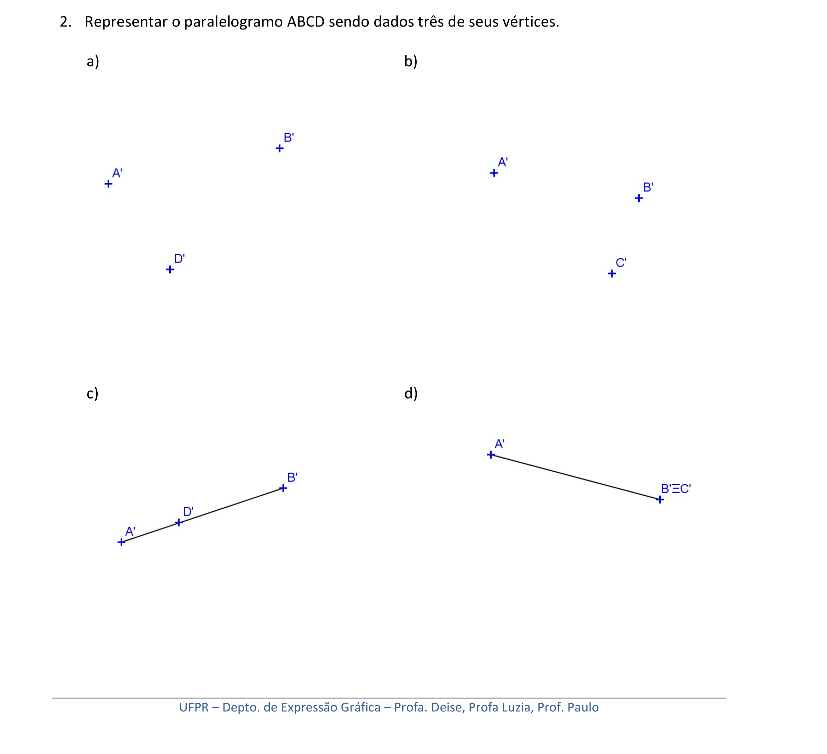 2. Representar o paralelogramo ABCD sendo dados três de seus vértices.
a)
b)
B'
A'
A'
B'
D'
C'
c)
d)
A'
B'
B'ΞC'
D'
A'
UFPR – Depto. de Expressão Gráfica – Profa. Deise, Profa Luzia, Prof. Paulo